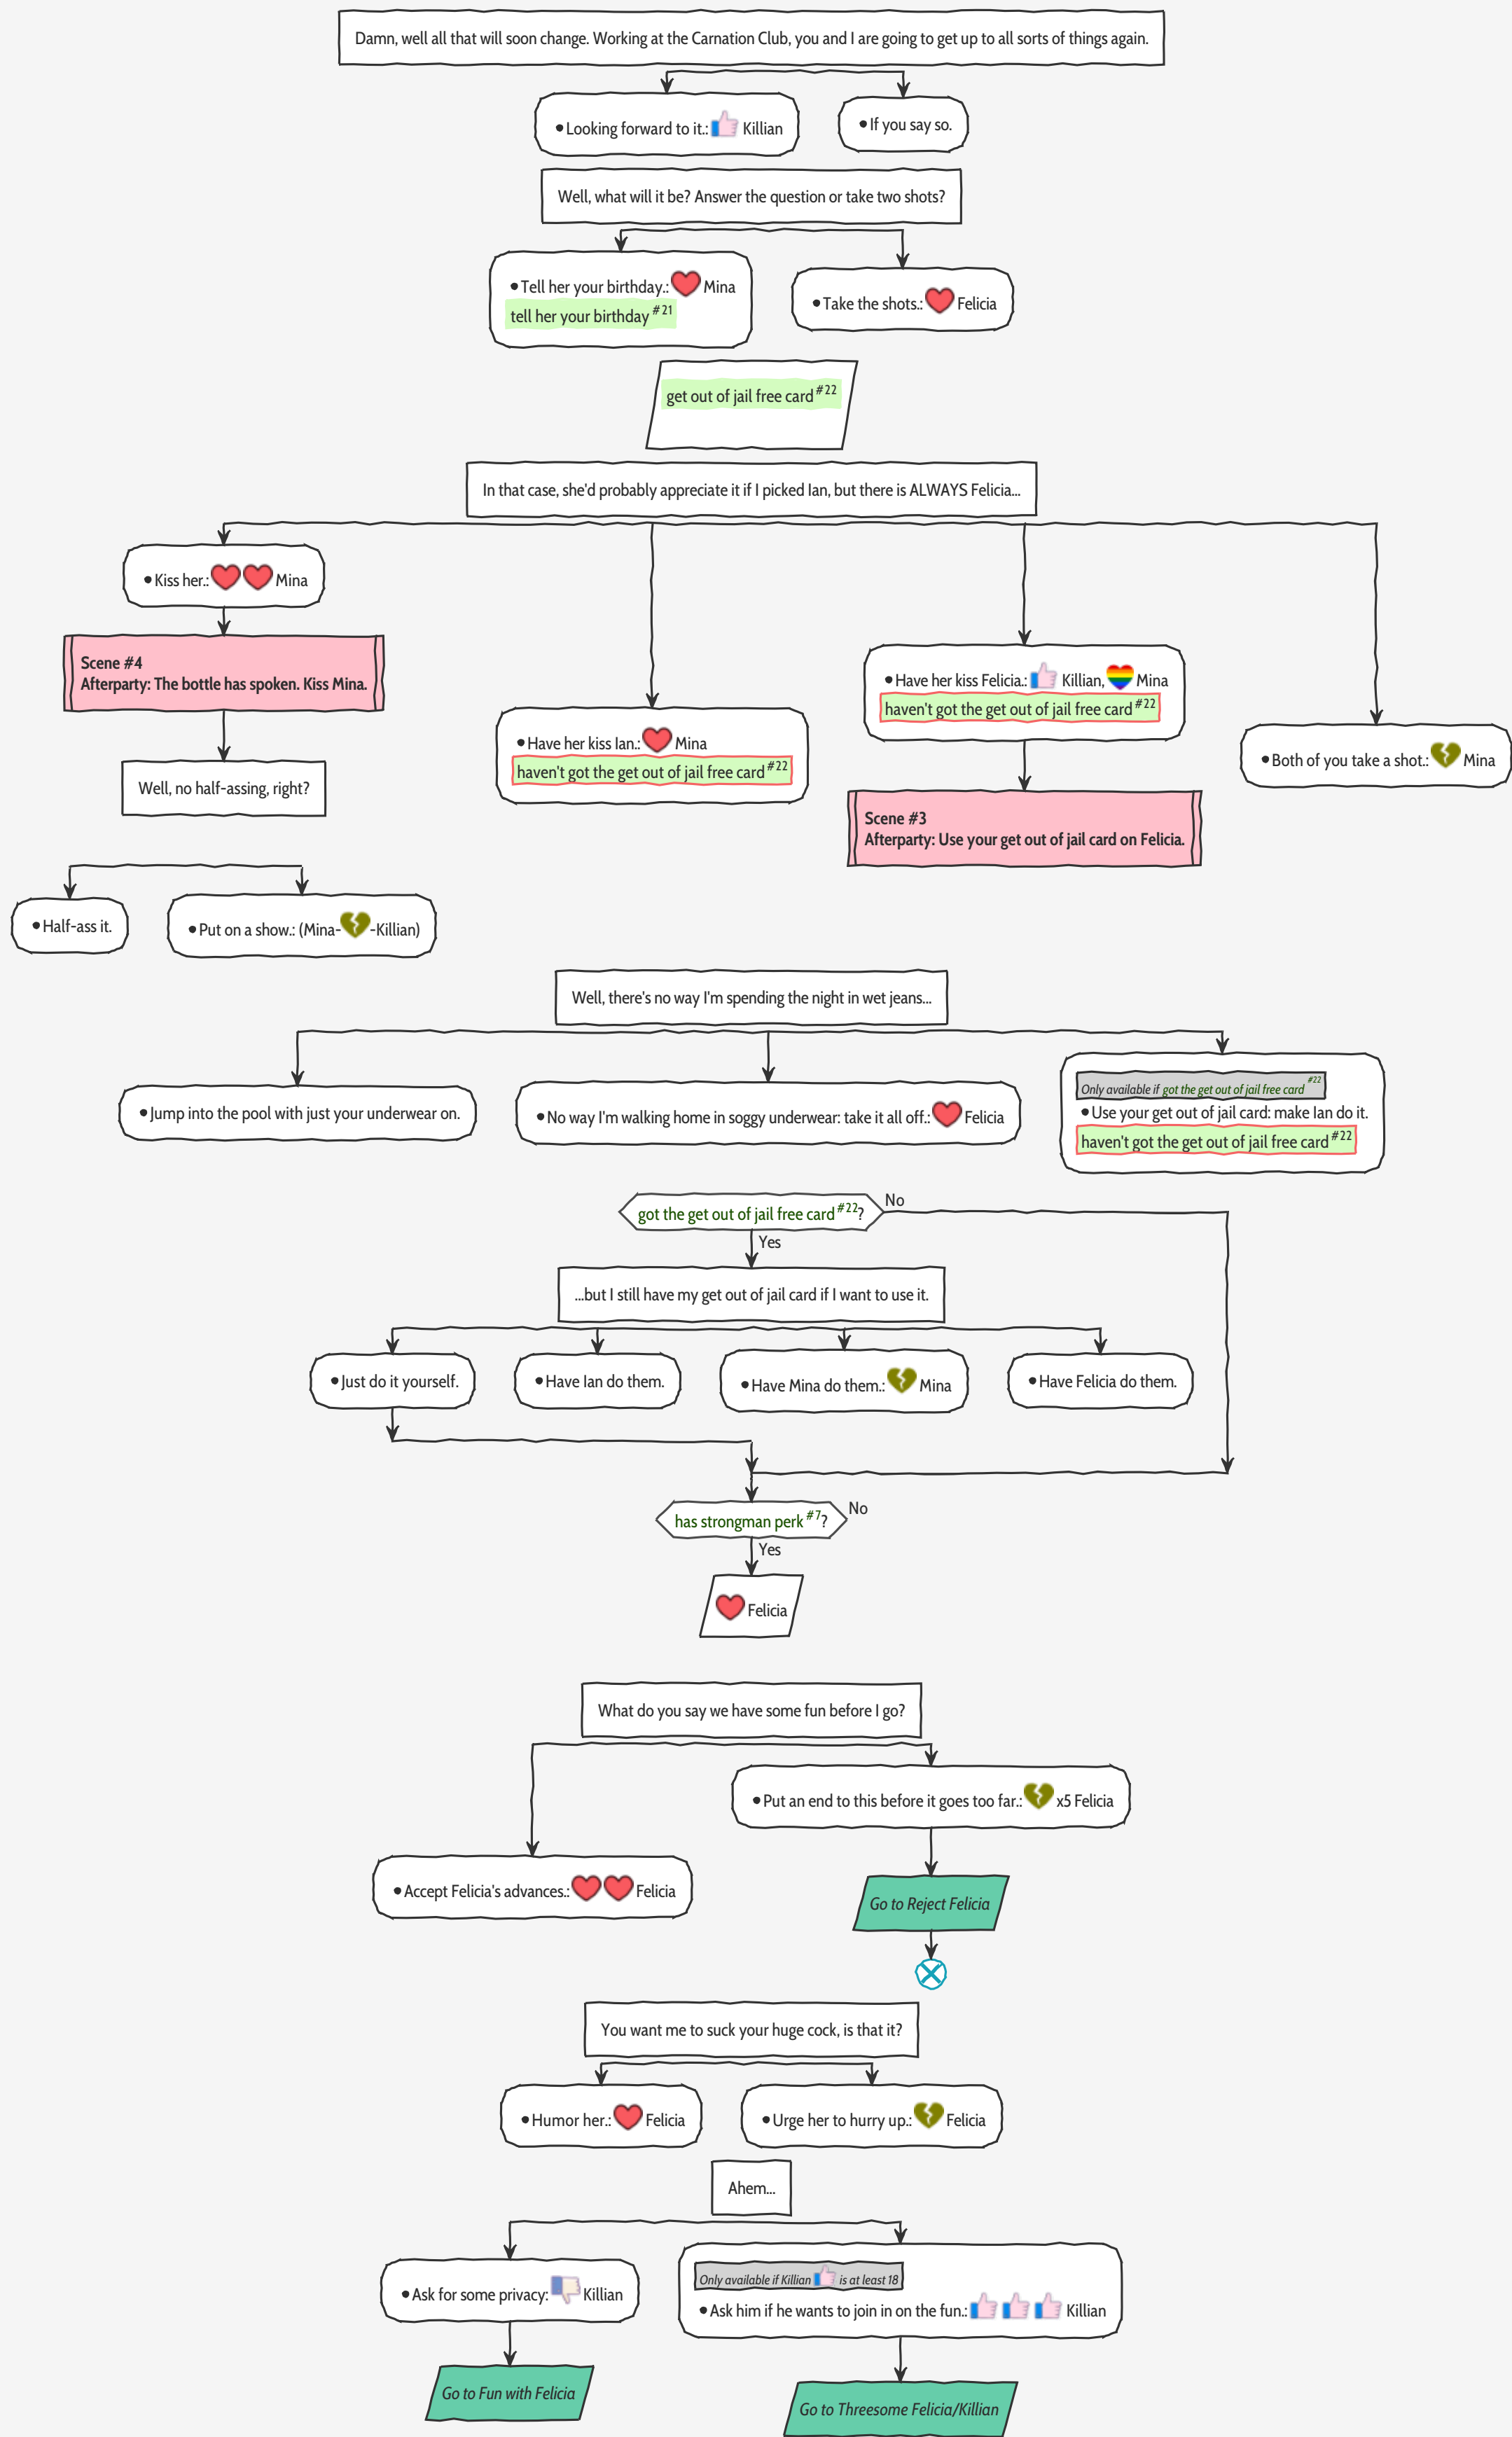 Damn, well all that will soon change. Working at the Carnation Club, you and I are going to get up to all sorts of things again.
•Looking forward to it.: Killian
•If you say so.
Well, what will it be? Answer the question or take two shots?
•Tell her your birthday.: Mina
tell her your birthday #21
•Take the shots.: Felicia
get out of jail free card #22
In that case, she'd probably appreciate it if I picked Ian, but there is ALWAYS Felicia...
•Kiss her.: Mina
Scene #4
Afterparty: The bottle has spoken. Kiss Mina.
Well, no half-assing, right?
•Have her kiss Ian.: Mina
haven't got the get out of jail free card #22
•Have her kiss Felicia.: Killian, Mina
haven't got the get out of jail free card #22
Scene #3
Afterparty: Use your get out of jail card on Felicia.
•Both of you take a shot.: Mina
•Half-ass it.
•Put on a show.: (Mina--Killian)
Well, there's no way I'm spending the night in wet jeans...
•Jump into the pool with just your underwear on.
•No way I'm walking home in soggy underwear: take it all off.: Felicia
Only available if got the get out of jail free card #22
•Use your get out of jail card: make Ian do it.
haven't got the get out of jail free card #22
got the get out of jail free card #22?
No
Yes
...but I still have my get out of jail card if I want to use it.
•Just do it yourself.
•Have Ian do them.
•Have Mina do them.: Mina
•Have Felicia do them.
has strongman perk #7?
No
Yes
Felicia
What do you say we have some fun before I go?
•Put an end to this before it goes too far.: x5 Felicia
•Accept Felicia's advances.: Felicia
Go to Reject Felicia
You want me to suck your huge cock, is that it?
•Humor her.: Felicia
•Urge her to hurry up.: Felicia
Ahem...
•Ask for some privacy: Killian
Only available if Killian is at least 18
•Ask him if he wants to join in on the fun.: Killian
Go to Fun with Felicia
Go to Threesome Felicia/Killian